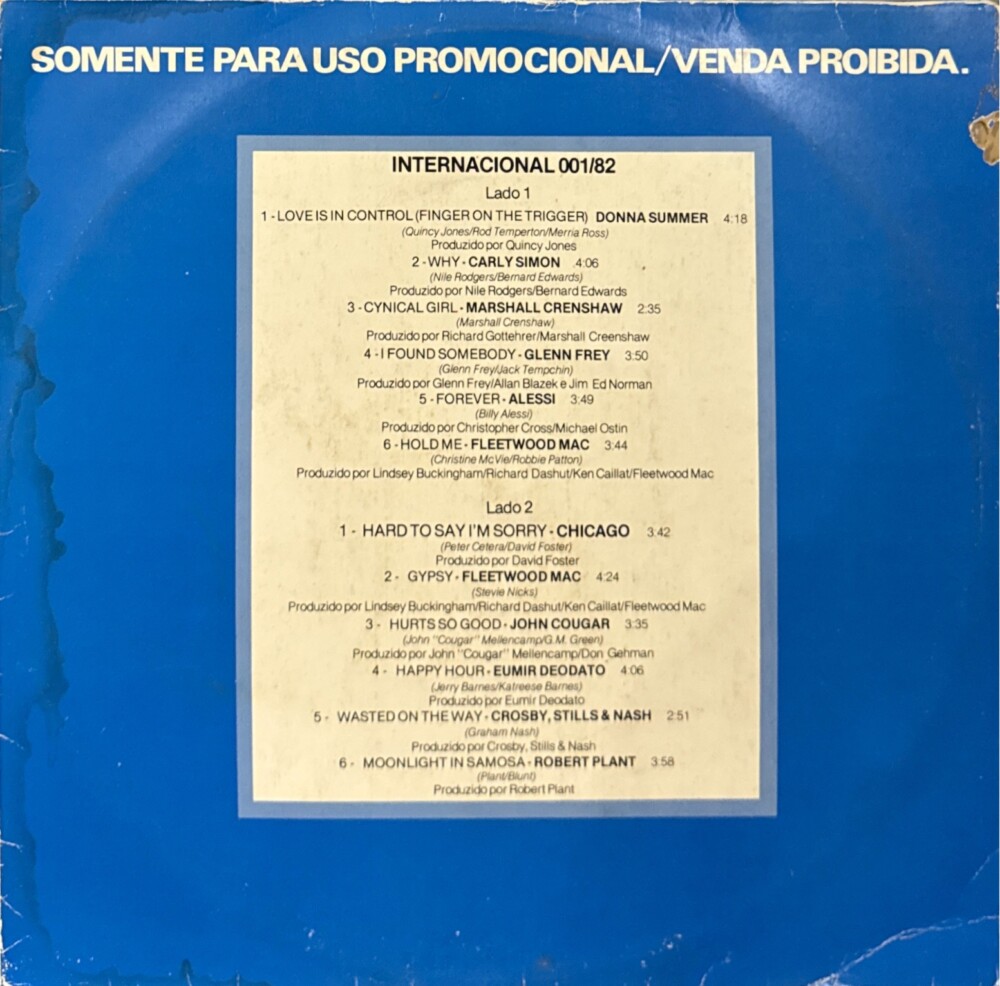 SOMENTE PARA USO PROMOCIONAL/VENDA PROIBIDA.
INTERNACIONAL 001/82
Lado 1
1 - LOVE IS IN CONTROL (FINGER ON THE TRIGGER) DONNA SUMMER 4:18
(Quincy Jones/Rod Temperton/Merria Ross)
Produzido por Quincy Jones
2 - WHY - CARLY SIMON 4:06
(Nile Rodgers/Bernard Edwards)
Produzido por Nile Rodgers/Bernard Edwards
3 - CYNICAL GIRL - MARSHALL CRENSHAW 2:35
(Marshall Crenshaw)
Produzido por Richard Gottehrer/Marshall Creenshaw
4 - I FOUND SOMEBODY - GLENN FREY 3:50
(Glenn Frey/Jack Tempchin)
Produzido por Glenn Frey/Allan Blazek e Jim Ed Norman
5 - FOREVER - ALESSI 3:49
(Billy Alessi)
Produzido por Christopher Cross/Michael Ostin
6 - HOLD ME - FLEETWOOD MAC 3:44
(Christine McVie/Robbie Patton)
Produzido por Lindsey Buckingham/Richard Dashut/Ken Caillat/Fleetwood Mac
Lado 2
1 - HARD TO SAY I'M SORRY - CHICAGO 3:42
(Peter Cetera/David Foster)
Produzido por David Foster
2 - GYPSY - FLEETWOOD MAC 4:24
(Stevie Nicks)
Produzido por Lindsey Buckingham/Richard Dashut/Ken Caillat/Fleetwood Mac
3 - HURTS SO GOOD - JOHN COUGAR 3:35
(John "Cougar" Mellencamp/G.M. Green)
Produzido por John "Cougar" Mellencamp/Don Gehman
4 - HAPPY HOUR - EUMIR DEODATO 4:06
(Jerry Barnes/Katreese Barnes)
Produzido por Eumir Deodato
5 - WASTED ON THE WAY - CROSBY, STILLS & NASH 2:51
(Graham Nash)
Produzido por Crosby, Stills & Nash
6 - MOONLIGHT IN SAMOSA - ROBERT PLANT 3:58
(Plant/Blunt)
Produzido por Robert Plant